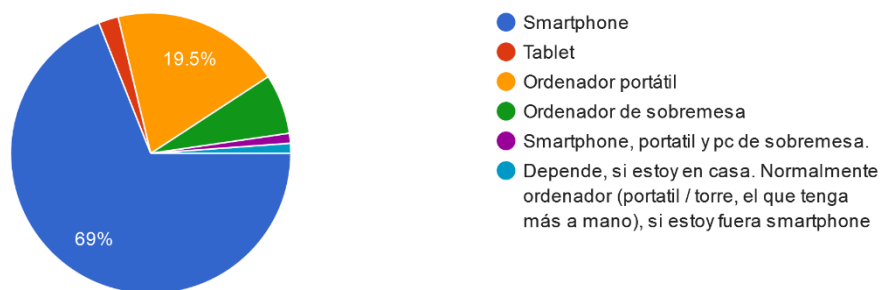 19.5%
69%
Smartphone
Tablet
Ordenador portátil
Ordenador de sobremesa
Smartphone, portatil y pc de sobremesa.
Depende, si estoy en casa. Normalmente
ordenador (portatil / torre, el que tenga
más a mano), si estoy fuera smartphone